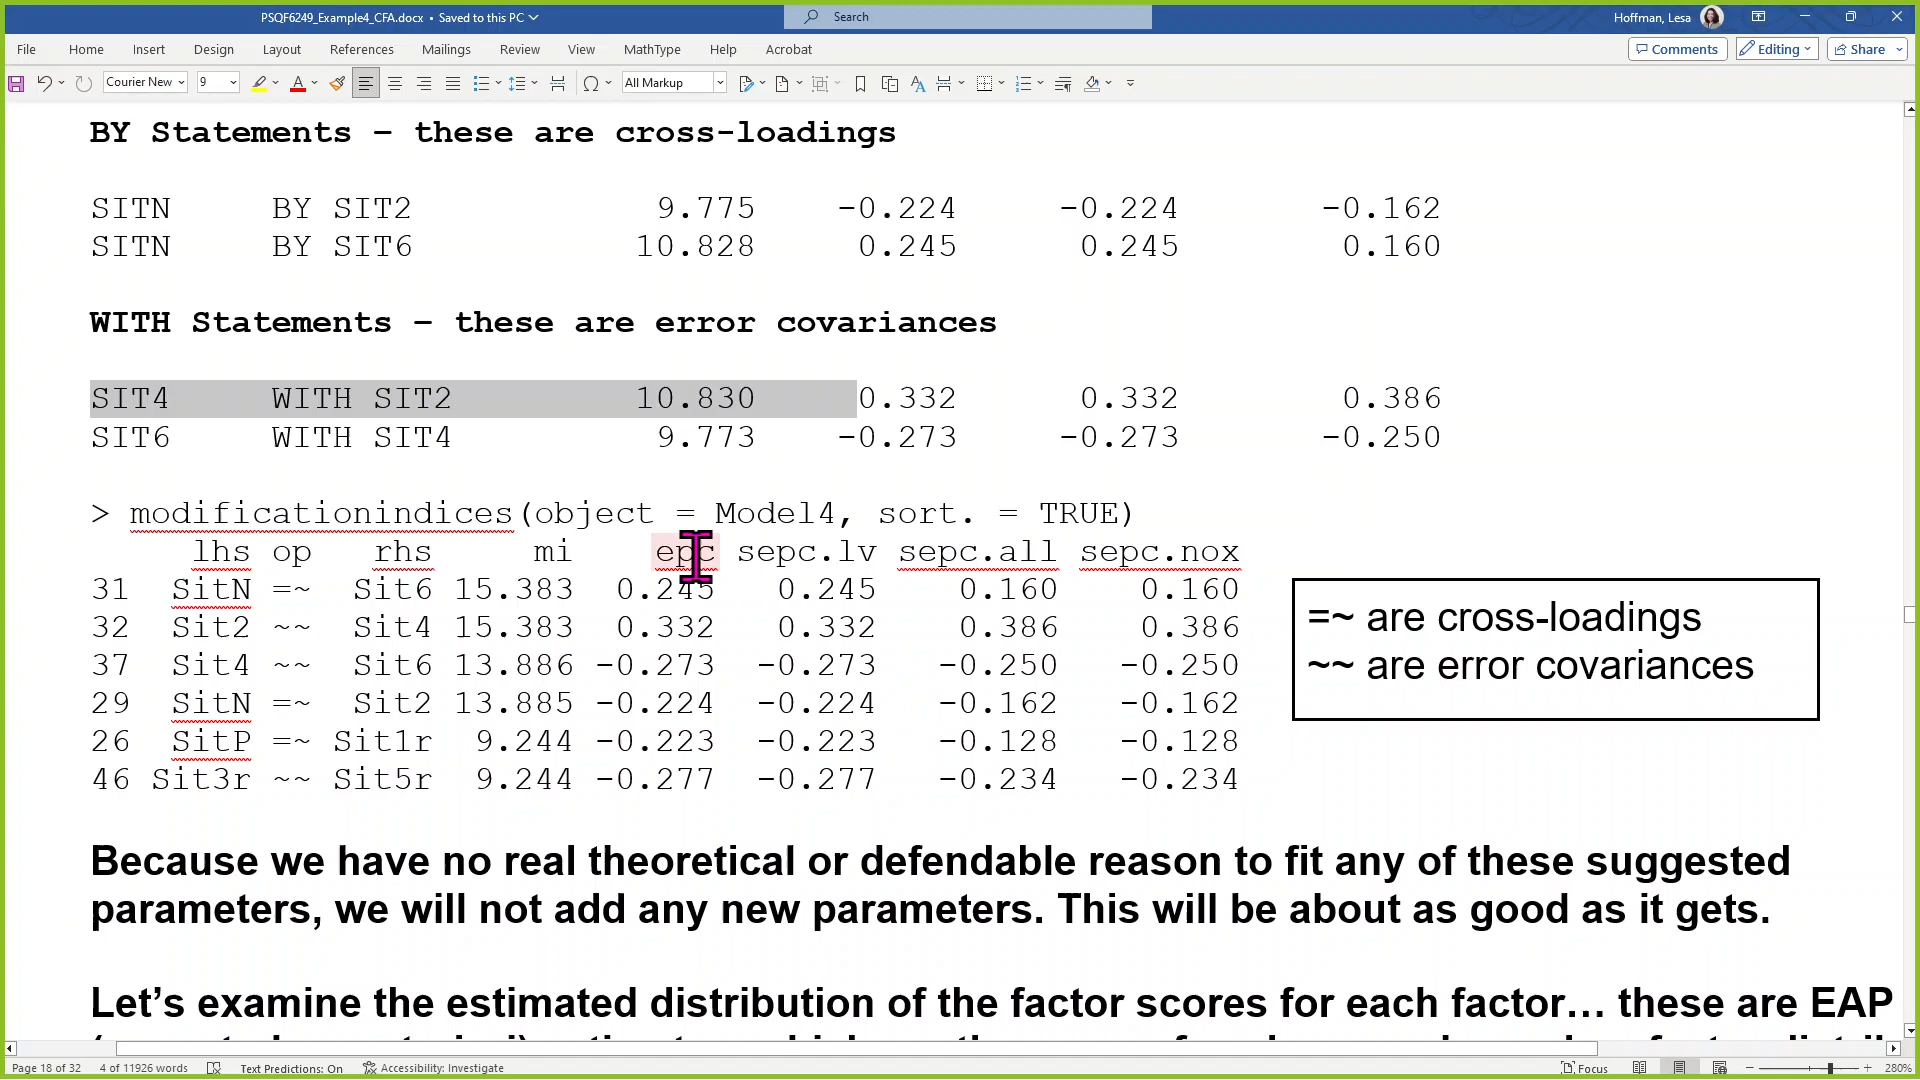 PSQF6249_Example4_CFA.docx • Saved to this PC
Search
Hoffman, Lesa
File Home Insert Design Layout References Mailings Review View MathType Help Acrobat
Comments Editing Share
Courier New 9 All Markup
BY Statements – these are cross-loadings
SITN BY SIT2 9.775 -0.224 -0.224 -0.162
SITN BY SIT6 10.828 0.245 0.245 0.160
WITH Statements – these are error covariances
SIT4 WITH SIT2 10.830 0.332 0.332 0.386
SIT6 WITH SIT4 9.773 -0.273 -0.273 -0.250
> modificationindices(object = Model4, sort. = TRUE)
lhs op rhs mi epc sepc.lv sepc.all sepc.nox
31 SitN =~ Sit6 15.383 0.245 0.245 0.160 0.160
32 Sit2 ~~ Sit4 15.383 0.332 0.332 0.386 0.386
37 Sit4 ~~ Sit6 13.886 -0.273 -0.273 -0.250 -0.250
29 SitN =~ Sit2 13.885 -0.224 -0.224 -0.162 -0.162
26 SitP =~ Sit1r 9.244 -0.223 -0.223 -0.128 -0.128
46 Sit3r ~~ Sit5r 9.244 -0.277 -0.277 -0.234 -0.234
=~ are cross-loadings
~~ are error covariances
Because we have no real theoretical or defendable reason to fit any of these suggested
parameters, we will not add any new parameters. This will be about as good as it gets.
Let’s examine the estimated distribution of the factor scores for each factor… these are EAP
Page 18 of 32 4 of 11926 words Text Predictions: On Accessibility: Investigate Focus 280%